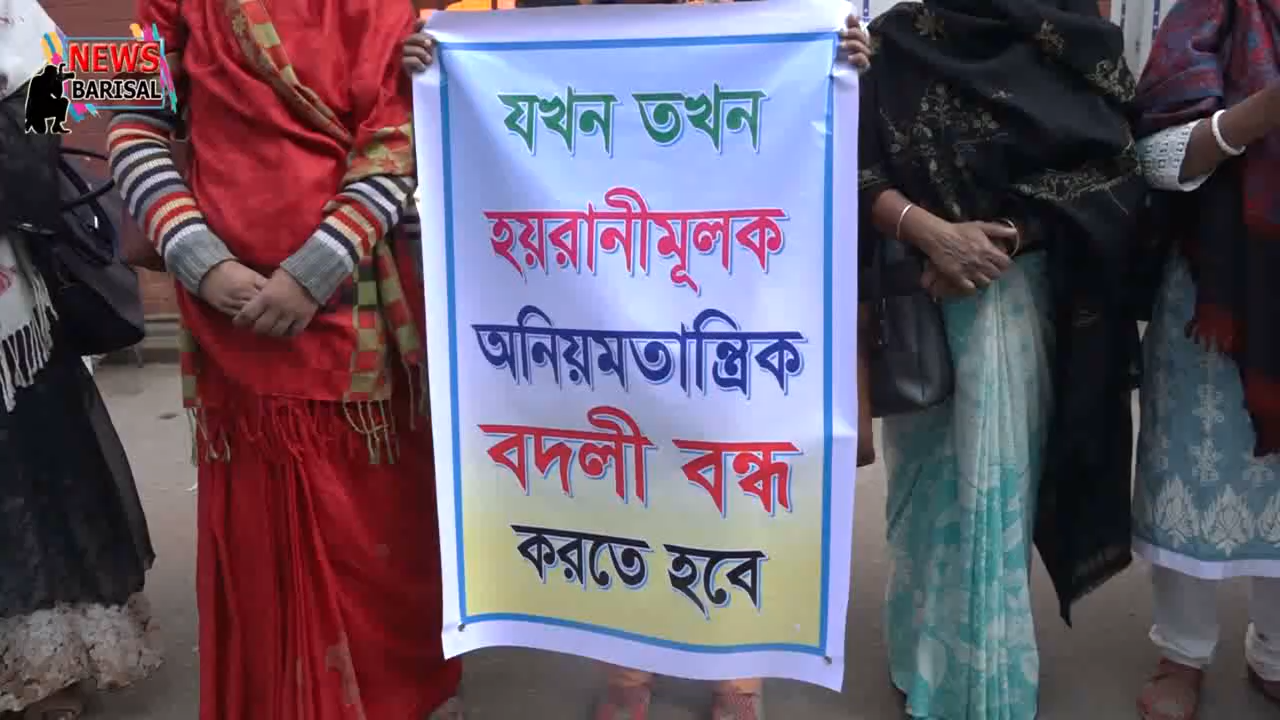 NEWS
BARISAL
যখন তখন
হয়রানীমূলক
অনিয়মতান্ত্রিক
বদলী বন্ধ
করতে হবে